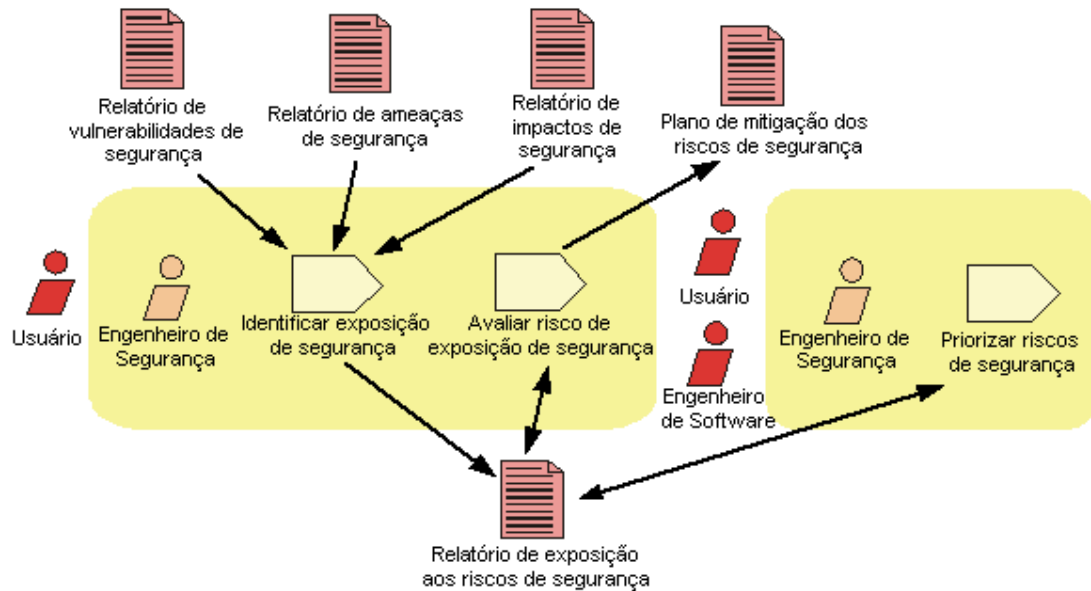 Relatório de
vulnerabilidades de
segurança
Relatório de ameaças
de segurança
Relatório de
impactos de
segurança
Plano de mitigação dos
riscos de segurança
Usuário
Engenheiro de
Segurança
Identificar exposição
de segurança
Avaliar risco de
exposição de segurança
Usuário
Engenheiro
de Software
Engenheiro de
Segurança
Priorizar riscos
de segurança
Relatório de exposição
aos riscos de segurança